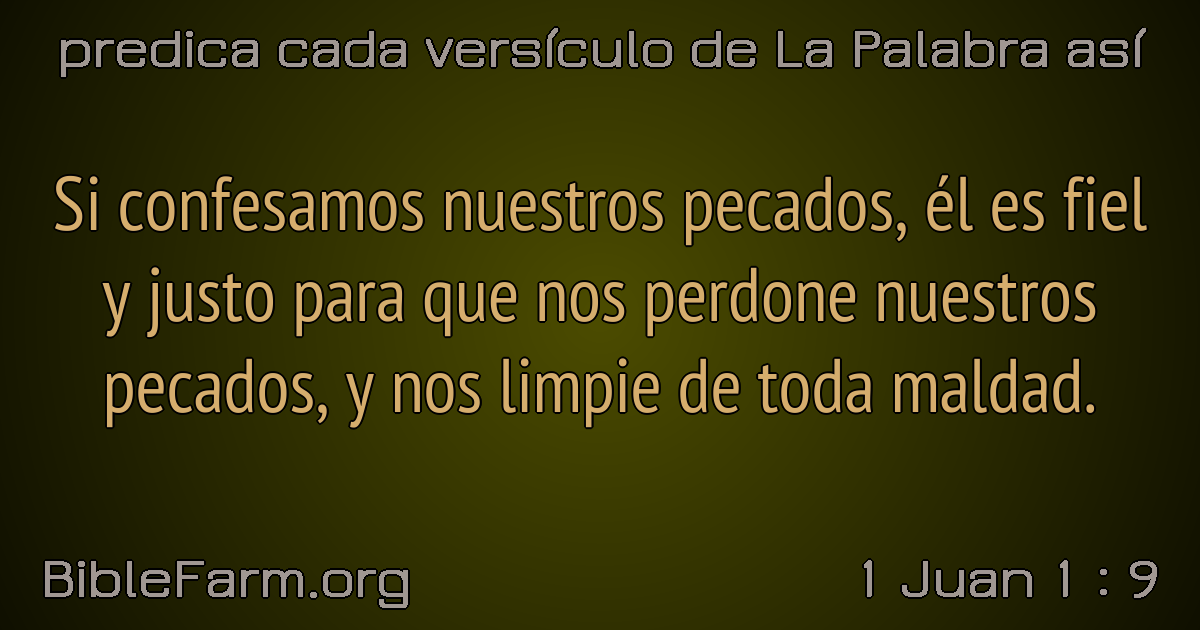 predica cada versículo de La Palabra así
Si confesamos nuestros pecados, él es fiel
y justo para que nos perdone nuestros
pecados, y nos limpie de toda maldad.
BibleFarm.org
1 Juan 1 : 9